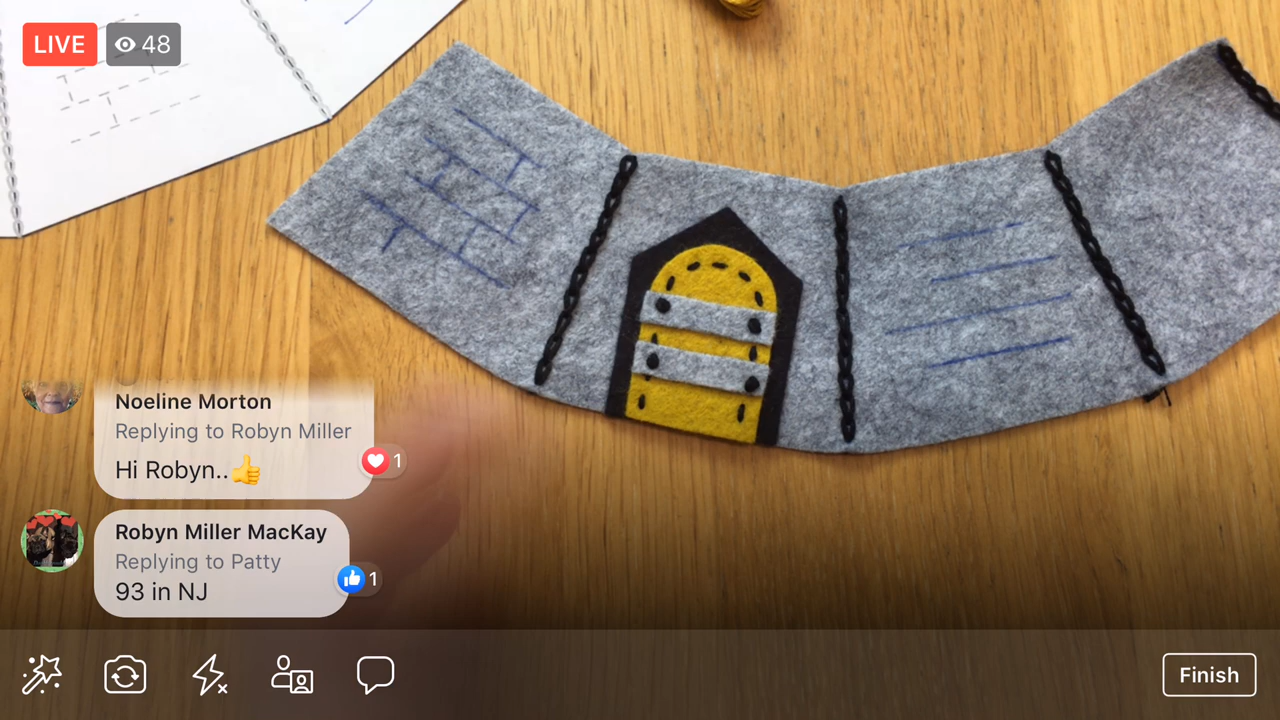 LIVE
48
Noeline Morton
Replying to Robyn Miller
Hi Robyn..👍
1
Robyn Miller MacKay
Replying to Patty
93 in NJ
1
Finish